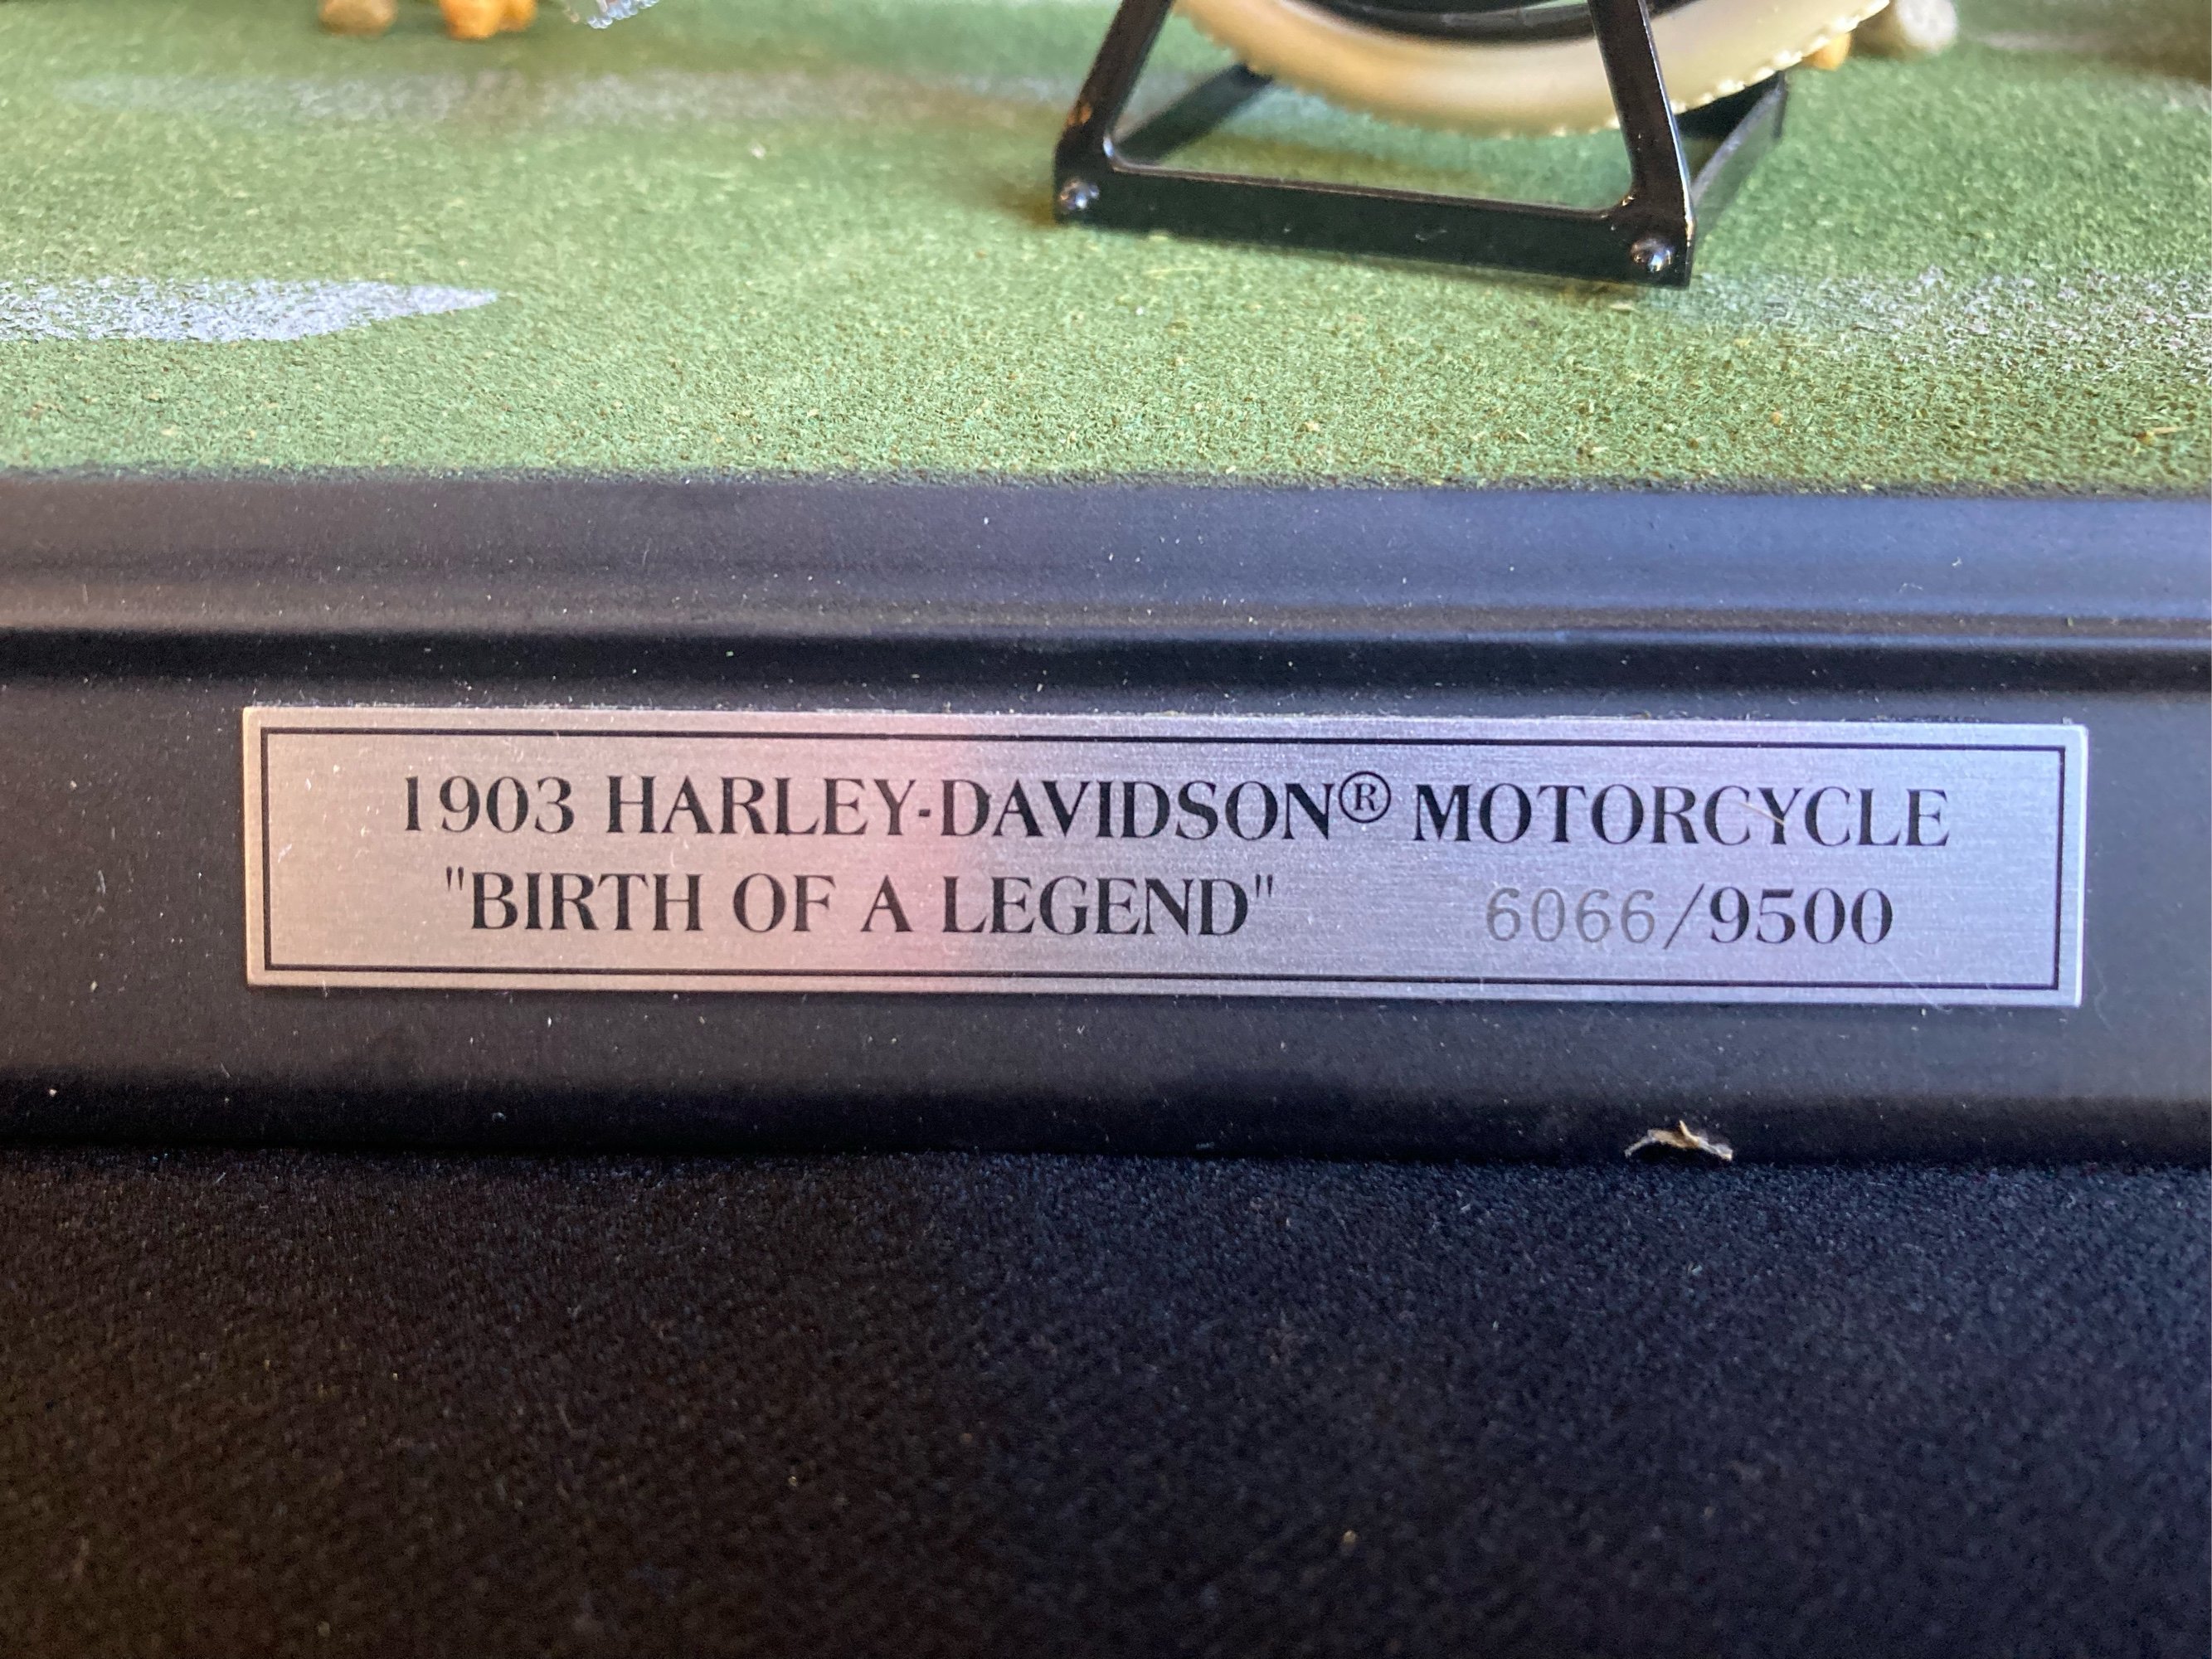 1903 HARLEY-DAVIDSON® MOTORCYCLE
"BIRTH OF A LEGEND" 6066/9500